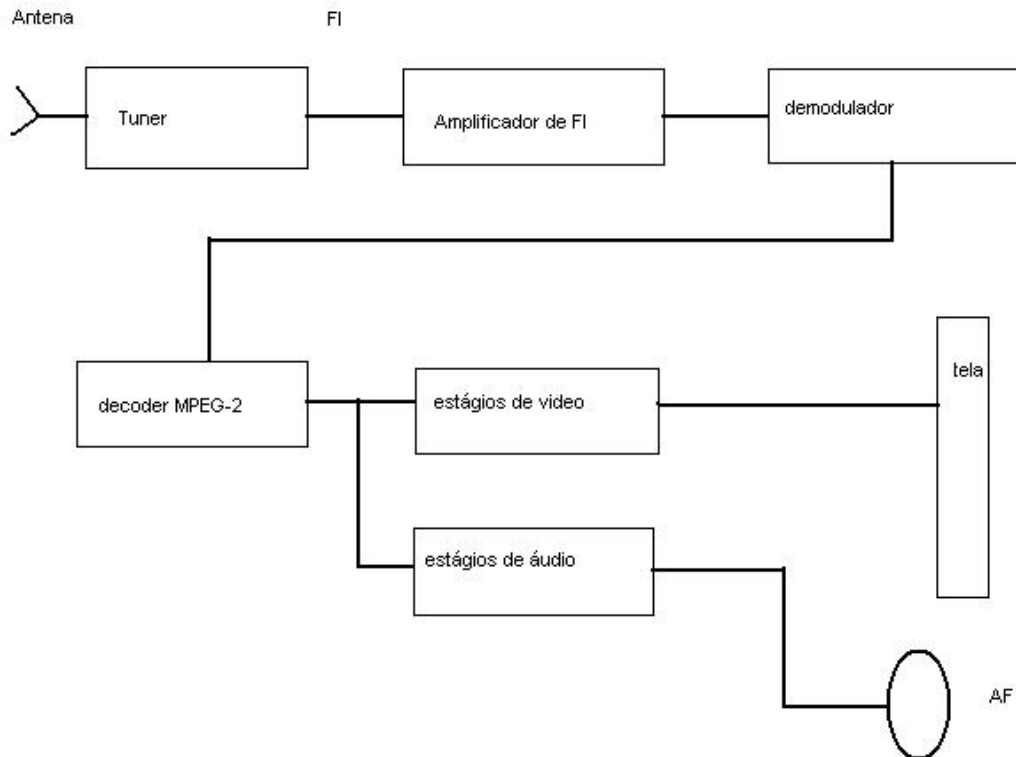 Antena
FI
Tuner
Amplificador de FI
demodulador
decoder MPEG-2
estágios de video
tela
estágios de áudio
AF